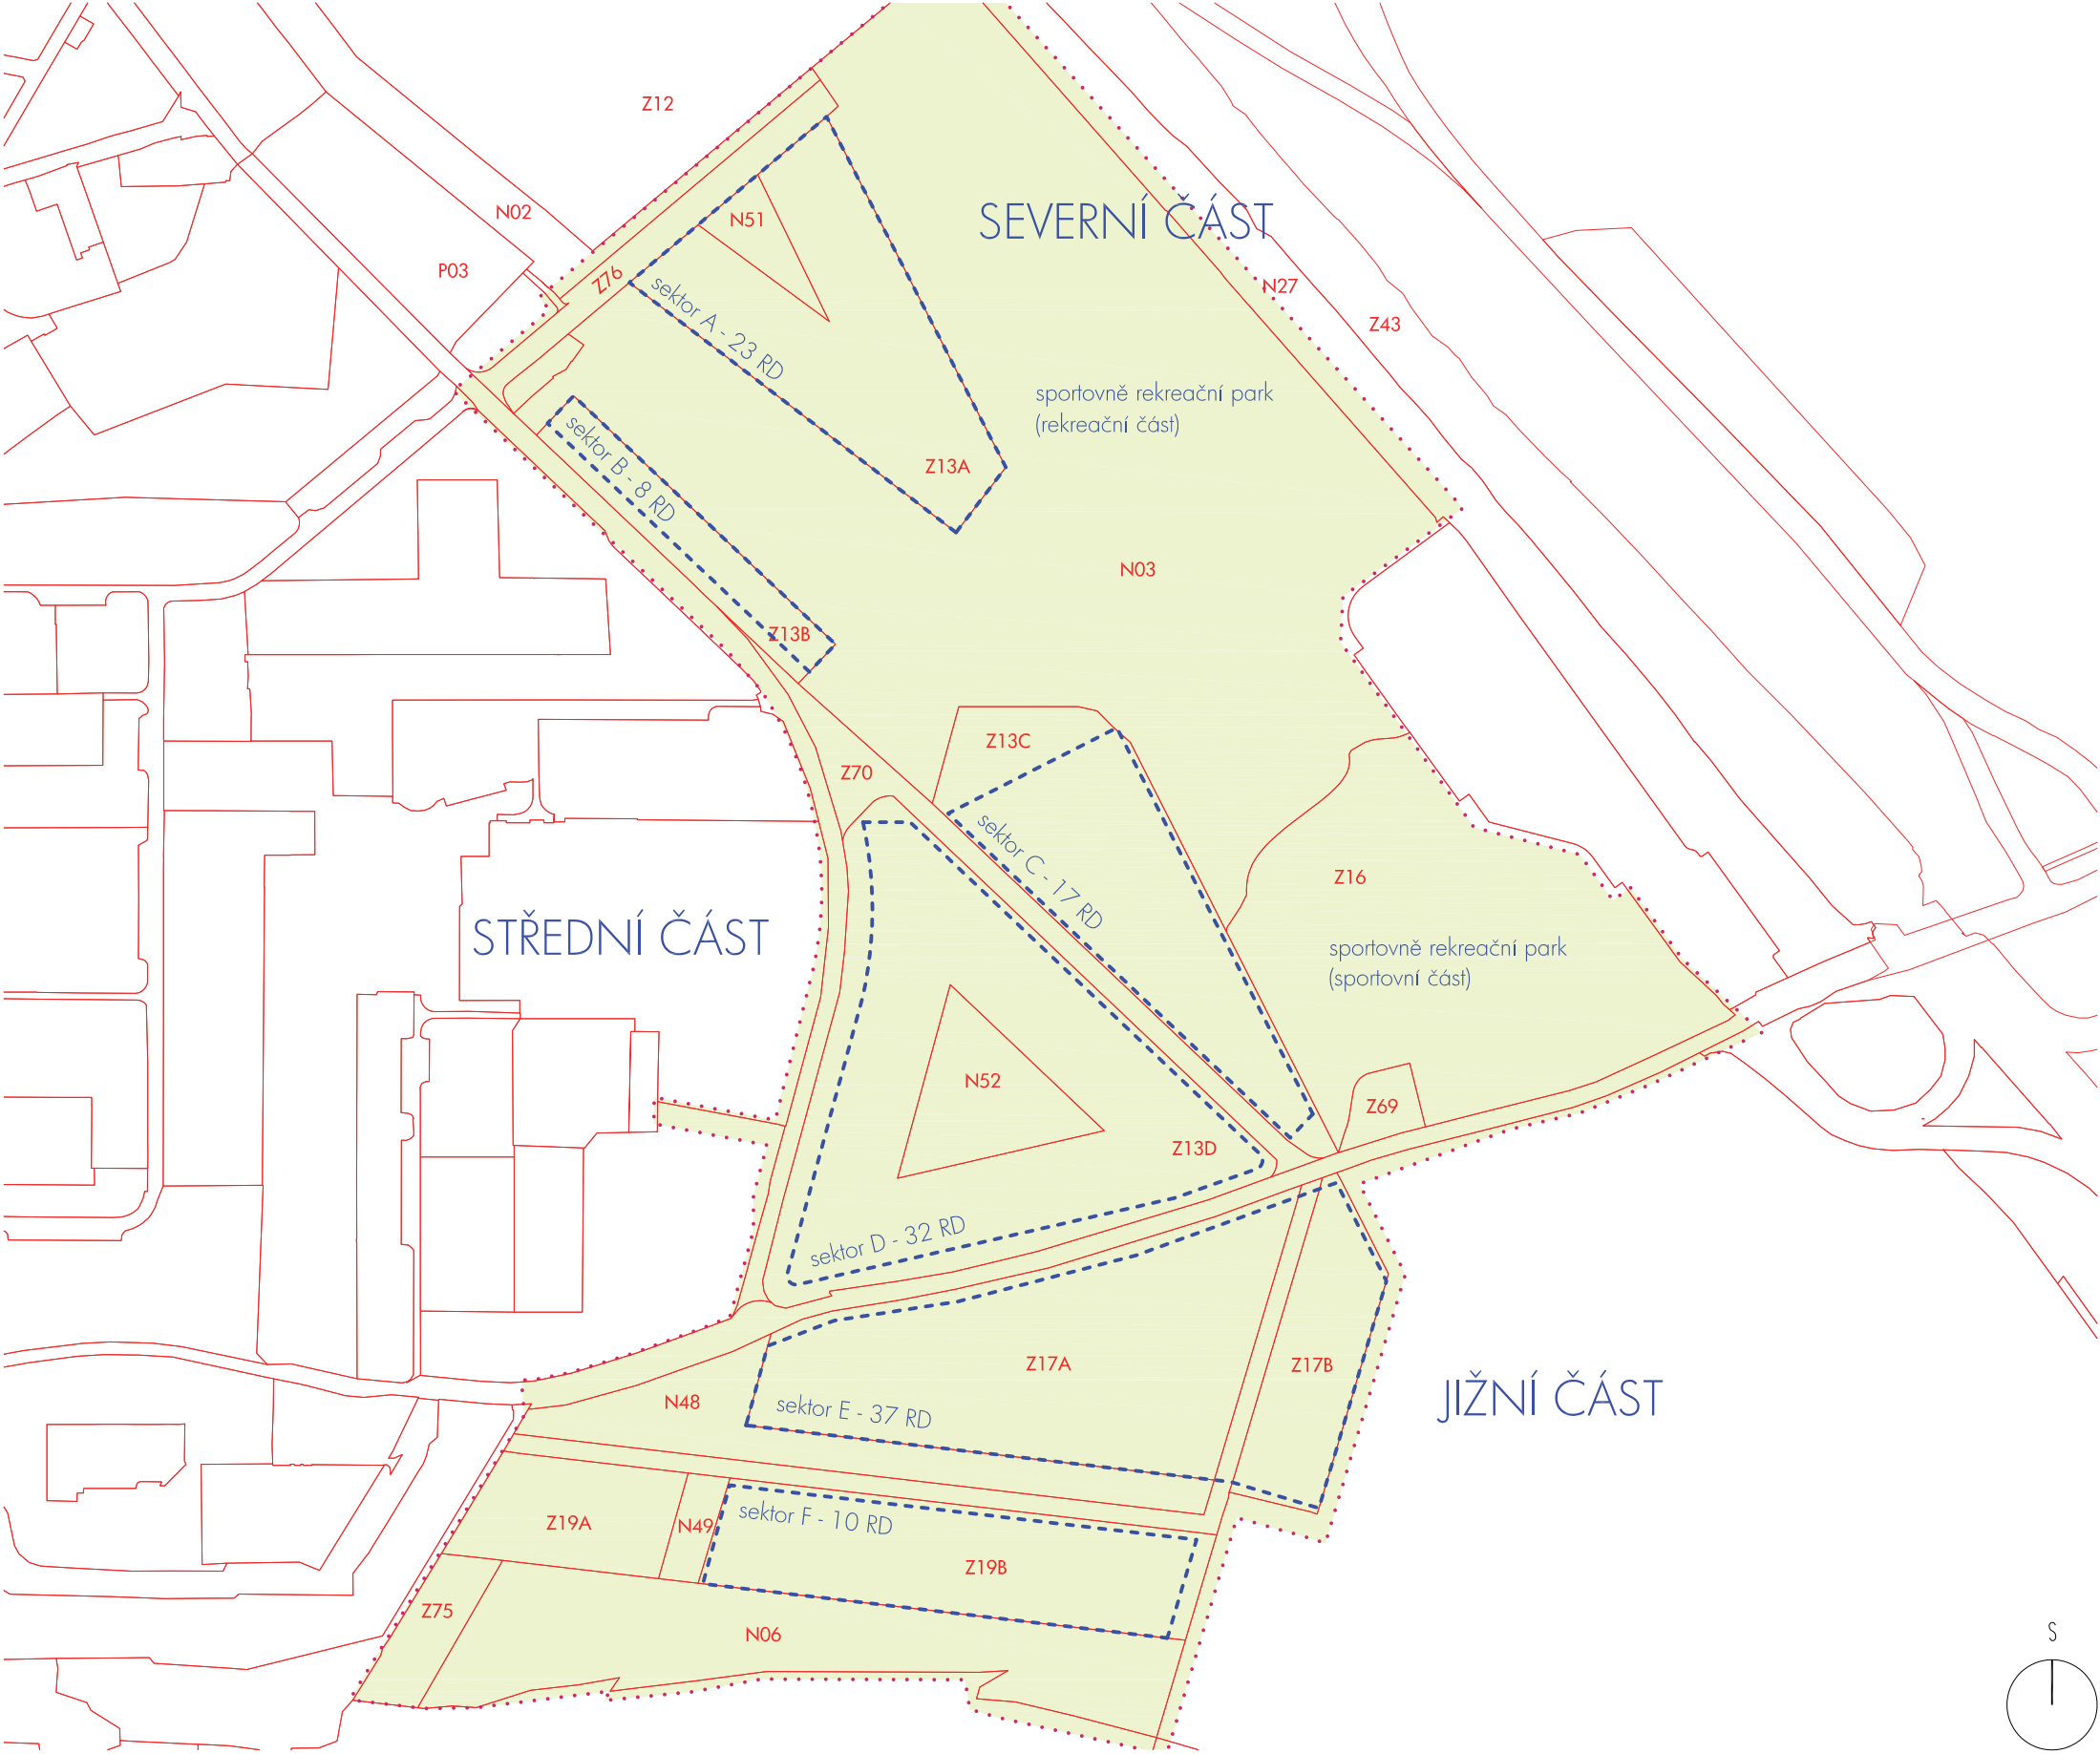 Z12
N02
N51
SEVERNÍ ČÁST
P03
Z76
N27
Z43
sektor A - 23 RD
sportovně rekreační park
(rekreační část)
sektor B - 8 RD
Z13A
N03
Z13B
Z13C
Z70
sektor C - 17 RD
Z16
STŘEDNÍ ČÁST
sportovně rekreační park
(sportovní část)
N52
Z69
Z13D
sektor D - 32 RD
Z17A
Z17B
N48
JIŽNÍ ČÁST
sektor E - 37 RD
Z19A
N49
sektor F - 10 RD
Z19B
Z75
N06
S